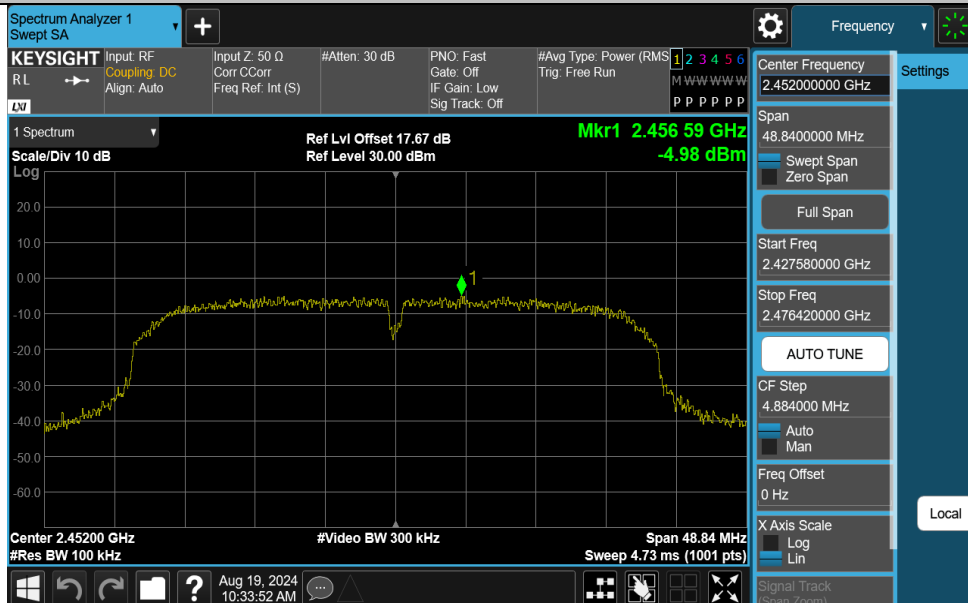 Spectrum Analyzer 1
Swept SA
+
Frequency
KEYSIGHT
RL
LXI
Input: RF
Coupling: DC
Align: Auto
Input Z: 50 Ω
Corr CCorr
Freq Ref: Int (S)
#Atten: 30 dB
PNO: Fast
Gate: Off
IF Gain: Low
Sig Track: Off
#Avg Type: Power (RMS
Trig: Free Run
1 2 3 4 5 6
M W W W W W
P P P P P P
1 Spectrum
Scale/Div 10 dB
Log
Ref Lvl Offset 17.67 dB
Ref Level 30.00 dBm
Mkr1 2.456 59 GHz
-4.98 dBm
20.0
10.0
0.00
-10.0
-20.0
-30.0
-40.0
-50.0
-60.0
1
Center 2.45200 GHz
#Res BW 100 kHz
#Video BW 300 kHz
Span 48.84 MHz
Sweep 4.73 ms (1001 pts)
Center Frequency
2.452000000 GHz
Span
48.8400000 MHz
Swept Span
Zero Span
Full Span
Start Freq
2.427580000 GHz
Stop Freq
2.476420000 GHz
AUTO TUNE
CF Step
4.884000 MHz
Auto
Man
Freq Offset
0 Hz
X Axis Scale
Log
Lin
Signal Track
(Span Zoom)
Settings
Local
?
Aug 19, 2024
10:33:52 AM